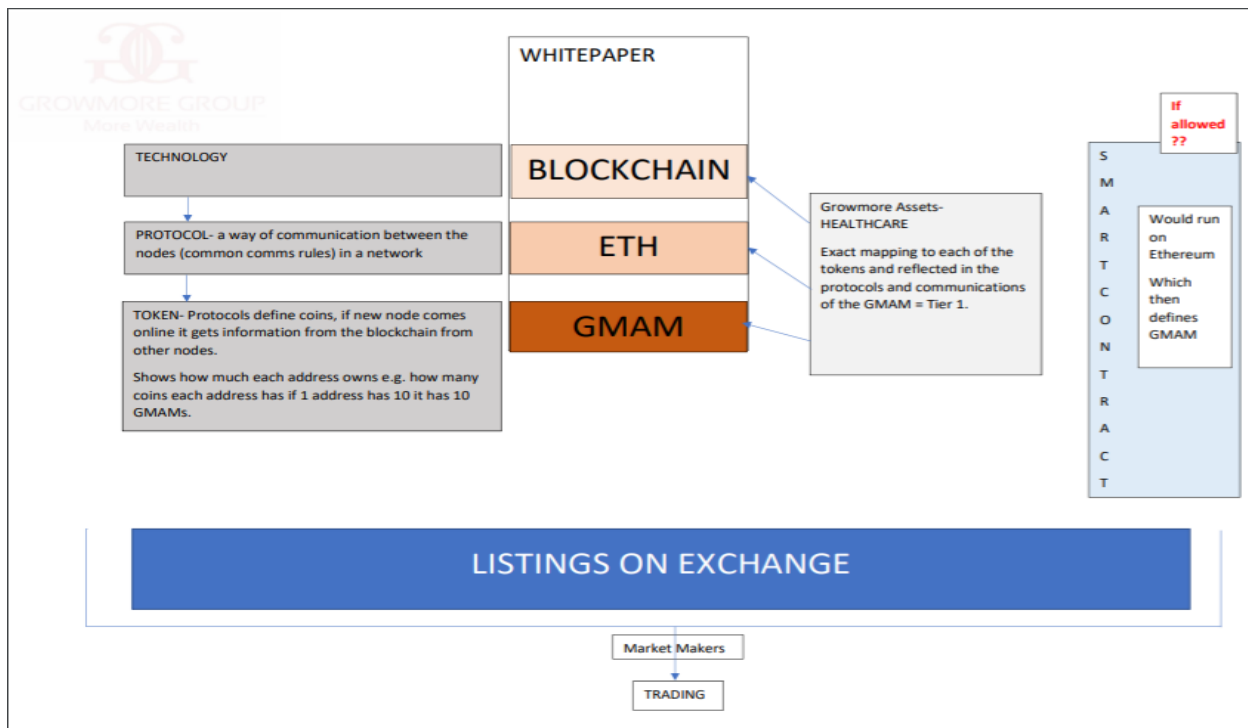 GROWMORE GROUP
More Wealth
WHITEPAPER
If
allowed
??
TECHNOLOGY
BLOCKCHAIN
PROTOCOL- a way of communication between the
nodes (common comms rules) in a network
ETH
TOKEN- Protocols define coins, if new node comes
online it gets information from the blockchain from
other nodes.
Shows how much each address owns e.g. how many
coins each address has if 1 address has 10 it has 10
GMAMs.
GMAM
Growmore Assets-
HEALTHCARE
Exact mapping to each of the
tokens and reflected in the
protocols and communications
of the GMAM = Tier 1.
S
M
A
R
T
C
O
N
T
R
A
C
T
Would run
on
Ethereum
Which
then
defines
GMAM
LISTINGS ON EXCHANGE
Market Makers
TRADING